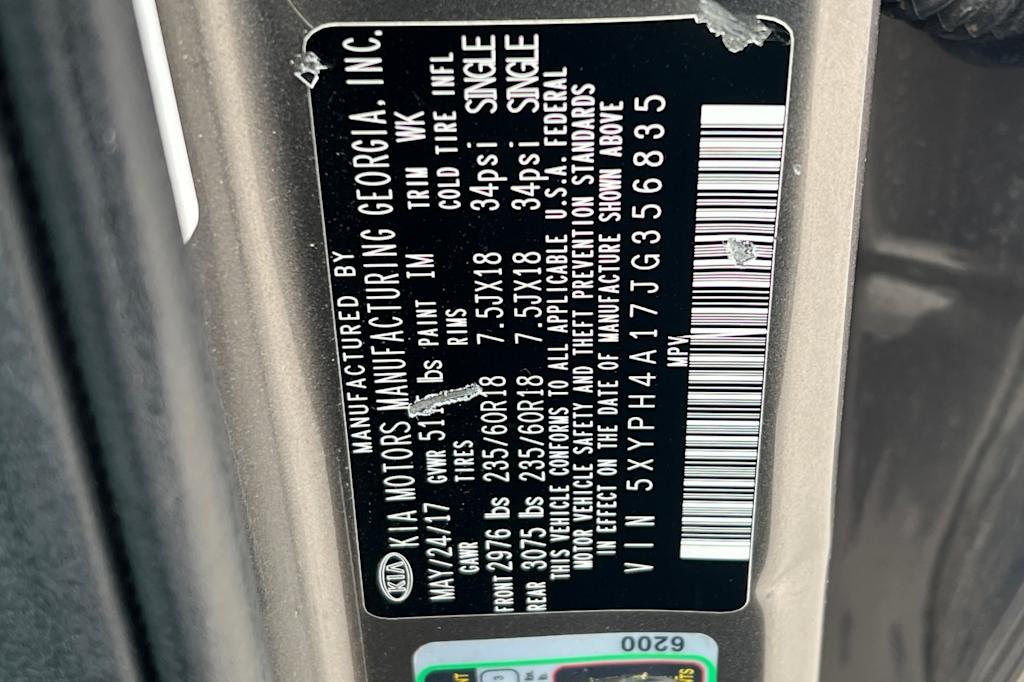 MANUFACTURED BY
KIA KIA MOTORS MANUFACTURING GEORGIA, INC.
MAY/24/17 GVWR PAINT IM TRIM WK
GAWR TIRES RIMS COLD TIRE INFL
FRONT 2976 lbs 235/60R18 7.5JX18 34psi SINGLE
REAR 3075 lbs 235/60R18 7.5JX18 34psi SINGLE
THIS VEHICLE CONFORMS TO ALL APPLICABLE U.S.A. FEDERAL
MOTOR VEHICLE SAFETY AND THEFT PREVENTION STANDARDS
IN EFFECT ON THE DATE OF MANUFACTURE SHOWN ABOVE
VIN 5XYPH4A17JG356835
MPV
6200